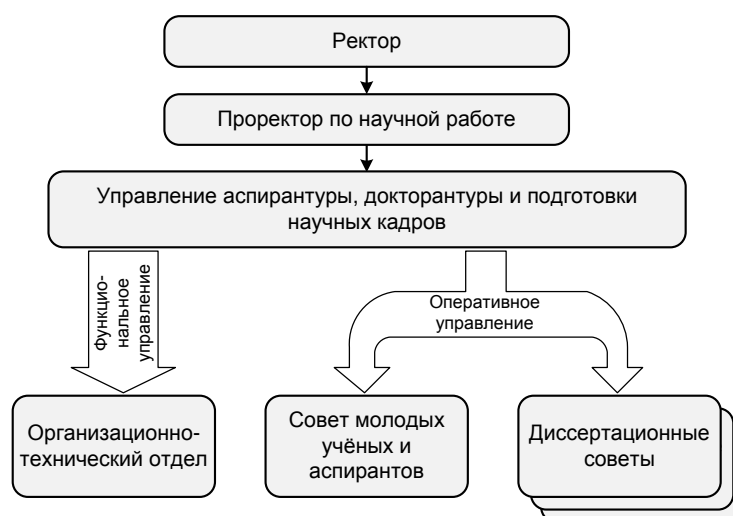 Ректор
Проректор по научной работе
Управление аспирантуры, докторантуры и подготовки
научных кадров
Функцио-
нальное
управление
Оперативное
управление
Организационно-
технический отдел
Совет молодых
учёных и
аспирантов
Диссертационные
советы